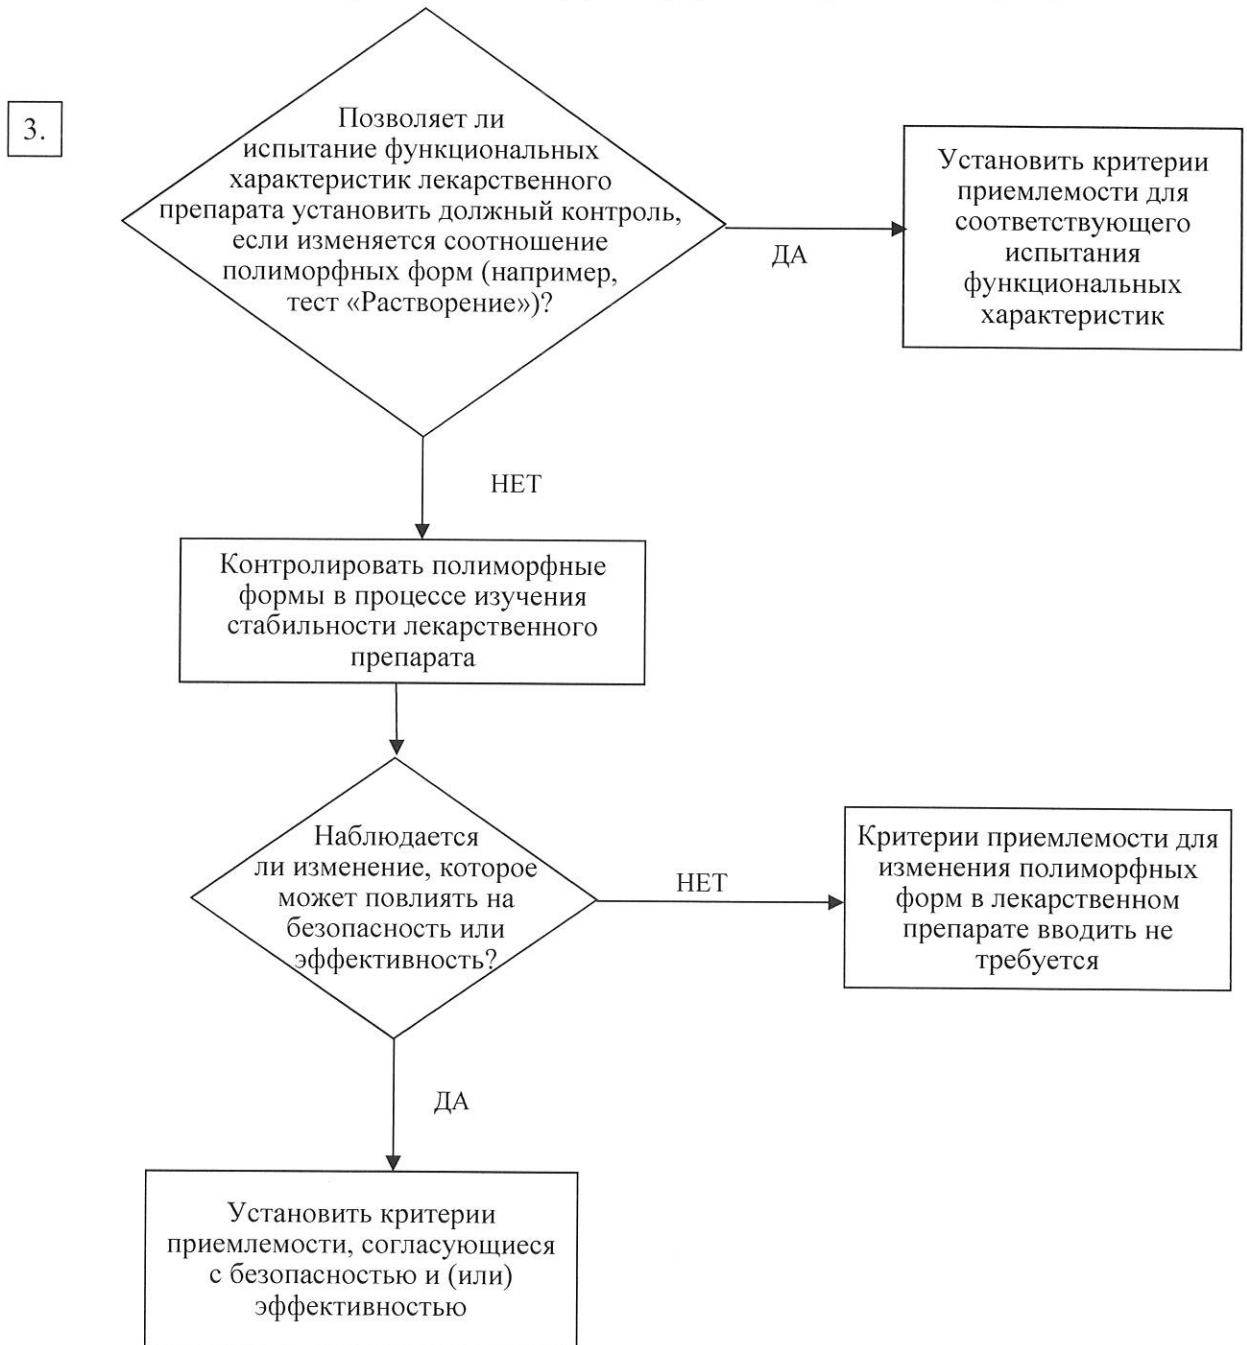 3.
Позволяет ли
испытание функциональных
характеристик лекарственного
препарата установить должный контроль,
если изменяется соотношение
полиморфных форм (например,
тест «Растворение»)?
ДА
Установить критерии
приемлемости для
соответствующего
испытания
функциональных
характеристик
НЕТ
Контролировать полиморфные
формы в процессе изучения
стабильности лекарственного
препарата
Наблюдается
ли изменение, которое
может повлиять на
безопасность или
эффективность?
НЕТ
Критерии приемлемости для
изменения полиморфных
форм в лекарственном
препарате вводить не
требуется
ДА
Установить критерии
приемлемости, согласующиеся
с безопасностью и (или)
эффективностью